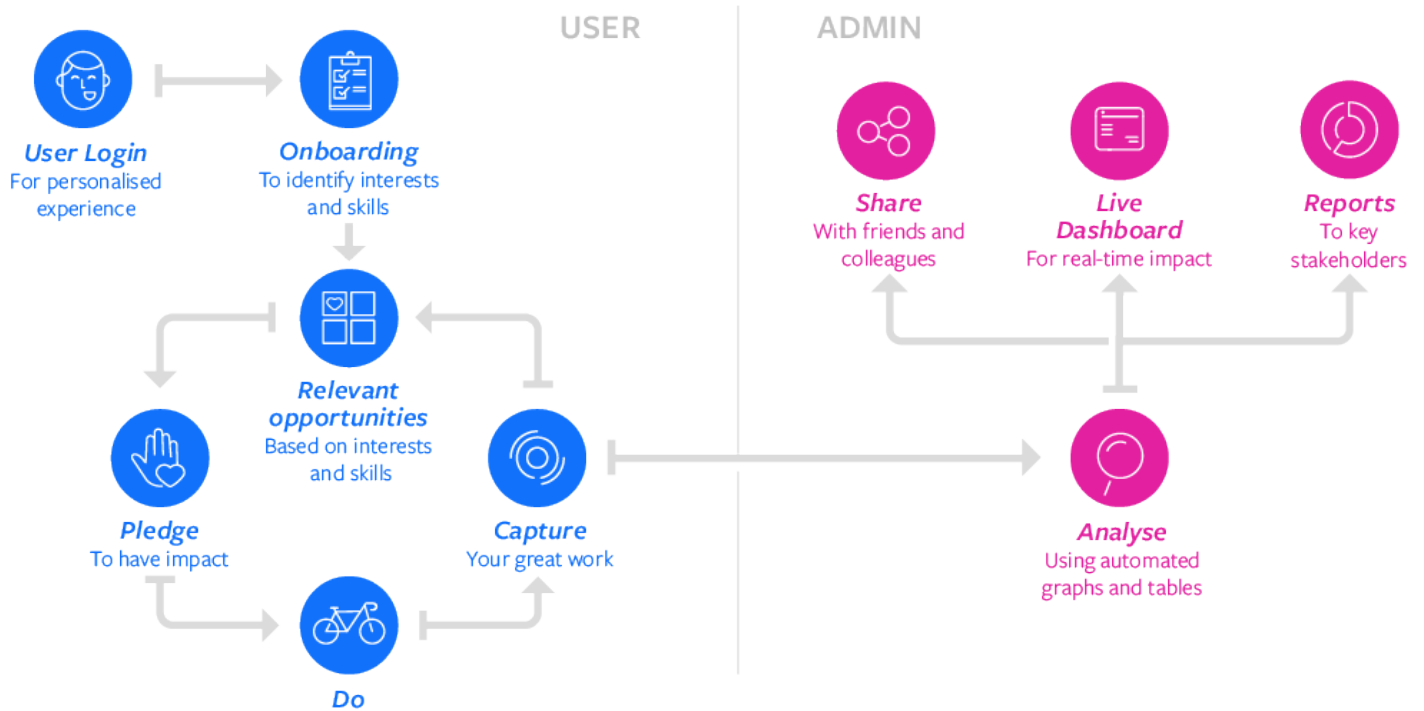 USER
ADMIN
User Login
For personalised
experience
Onboarding
To identify interests
and skills
Relevant
opportunities
Based on interests
and skills
Pledge
To have impact
Do
Capture
Your great work
Share
With friends and
colleagues
Live
Dashboard
For real-time impact
Reports
To key
stakeholders
Analyse
Using automated
graphs and tables